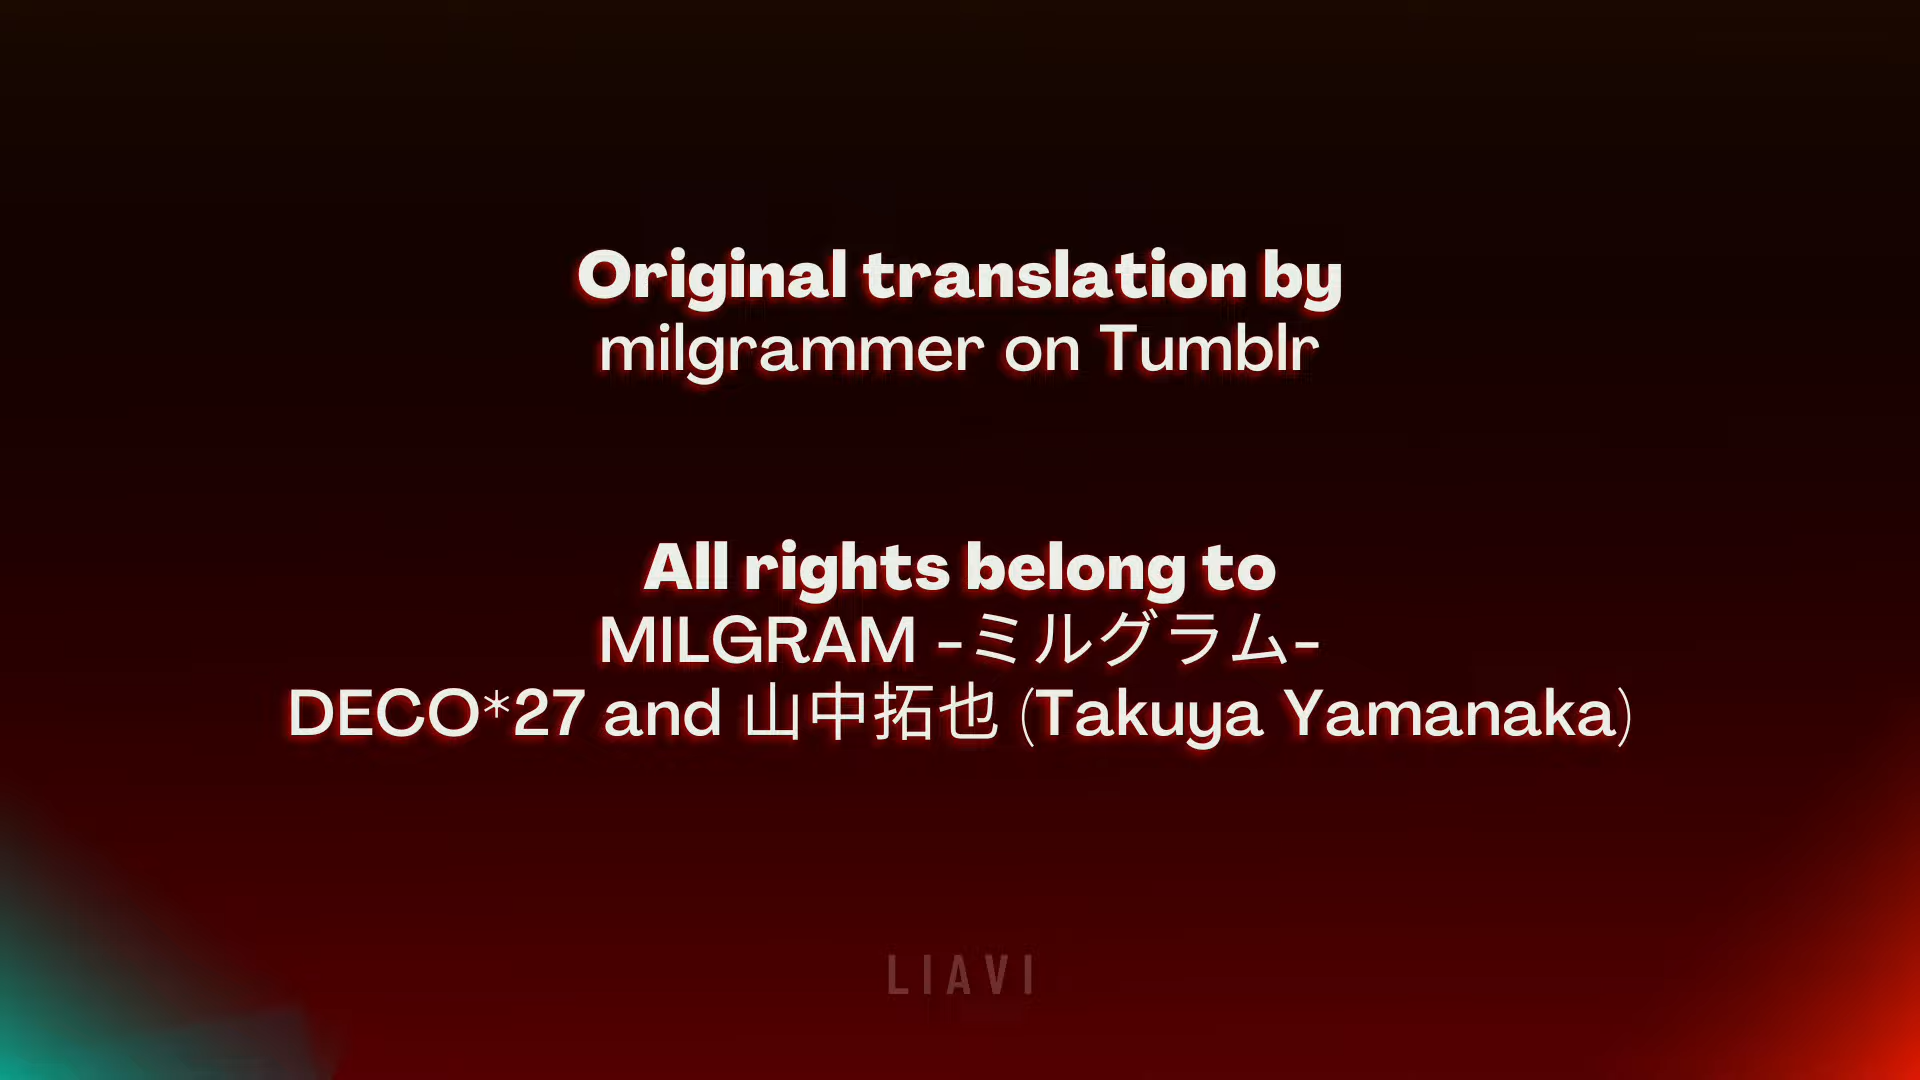 Original translation by
milgrammer on Tumblr
All rights belong to
MILGRAM -ミルグラム-
DECO*27 and 山中拓也 (Takuya Yamanaka)
LIAVI